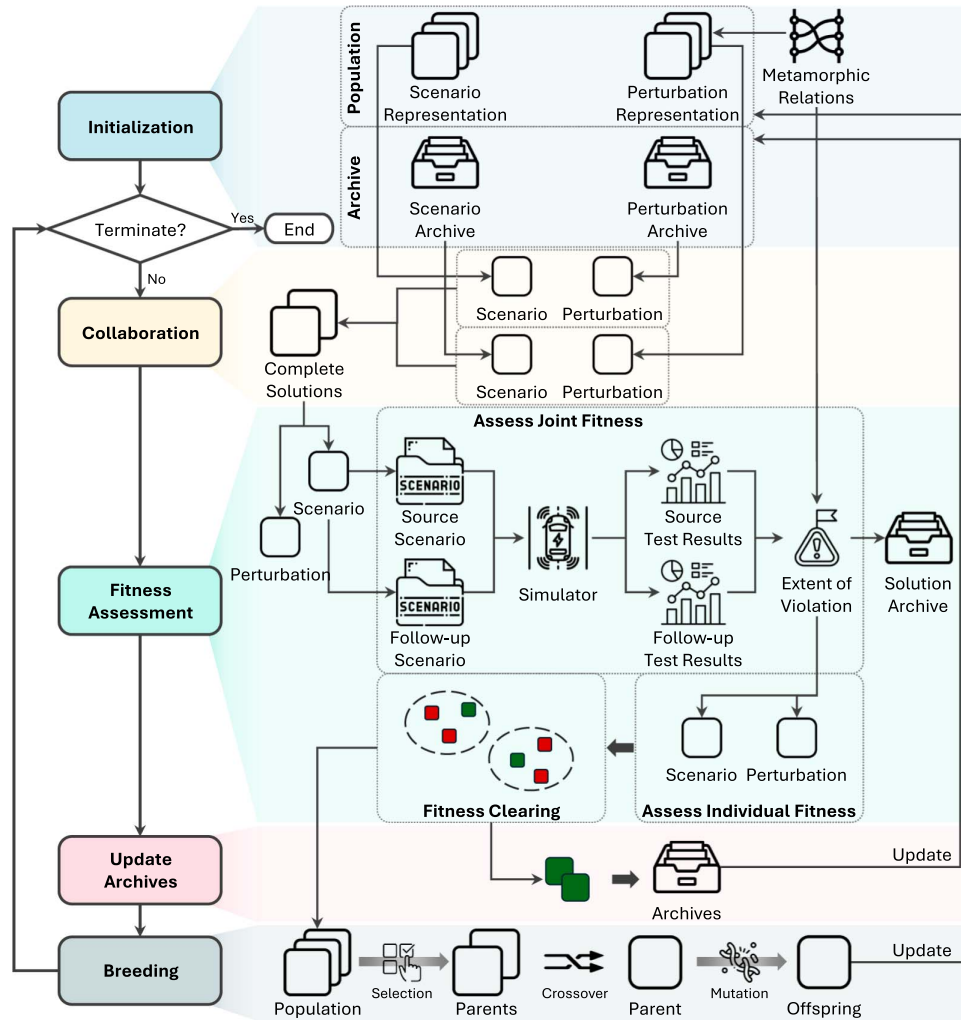 Population
Scenario
Representation
Perturbation
Representation
Metamorphic
Relations
Initialization
Archive
Scenario
Archive
Perturbation
Archive
Terminate?
Yes
End
No
Collaboration
Scenario
Perturbation
Complete
Solutions
Scenario
Perturbation
Assess Joint Fitness
Scenario
SCENARIO
Source
Scenario
Perturbation
SCENARIO
Follow-up
Scenario
Simulator
Source
Test Results
Follow-up
Test Results
Extent of
Violation
Solution
Archive
Fitness
Assessment
Scenario
Perturbation
Fitness Clearing
Assess Individual Fitness
Update
Archives
Archives
Update
Breeding
Population
Selection
Parents
Crossover
Parent
Mutation
Offspring
Update